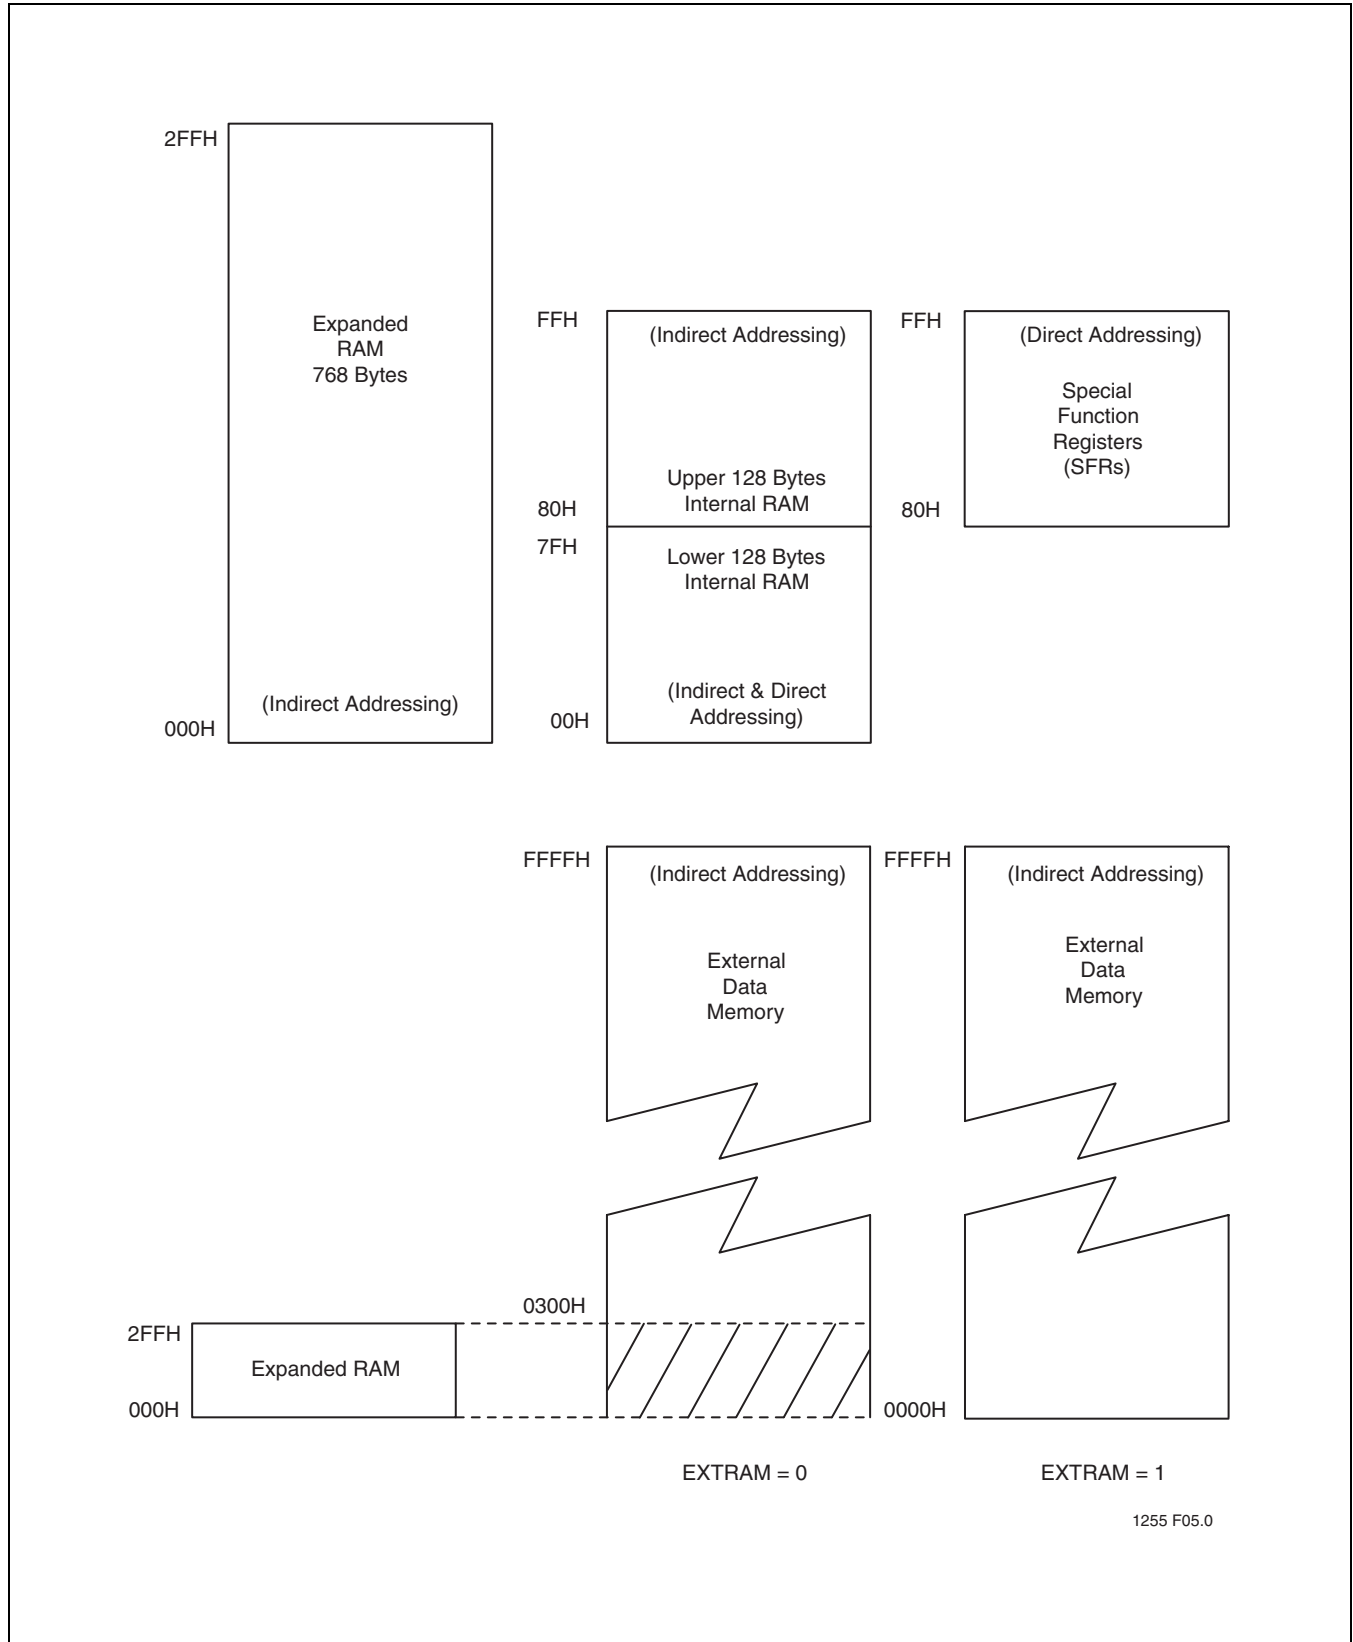 2FFH
Expanded
RAM
768 Bytes
(Indirect Addressing)
000H
FFH
(Indirect Addressing)
Upper 128 Bytes
Internal RAM
80H
7FH
Lower 128 Bytes
Internal RAM
(Indirect & Direct
Addressing)
00H
FFH
(Direct Addressing)
Special
Function
Registers
(SFRs)
80H
FFFFH
(Indirect Addressing)
External
Data
Memory
FFFFH
(Indirect Addressing)
External
Data
Memory
0300H
2FFH
Expanded RAM
000H
0000H
EXTRAM = 0
EXTRAM = 1
1255 F05.0